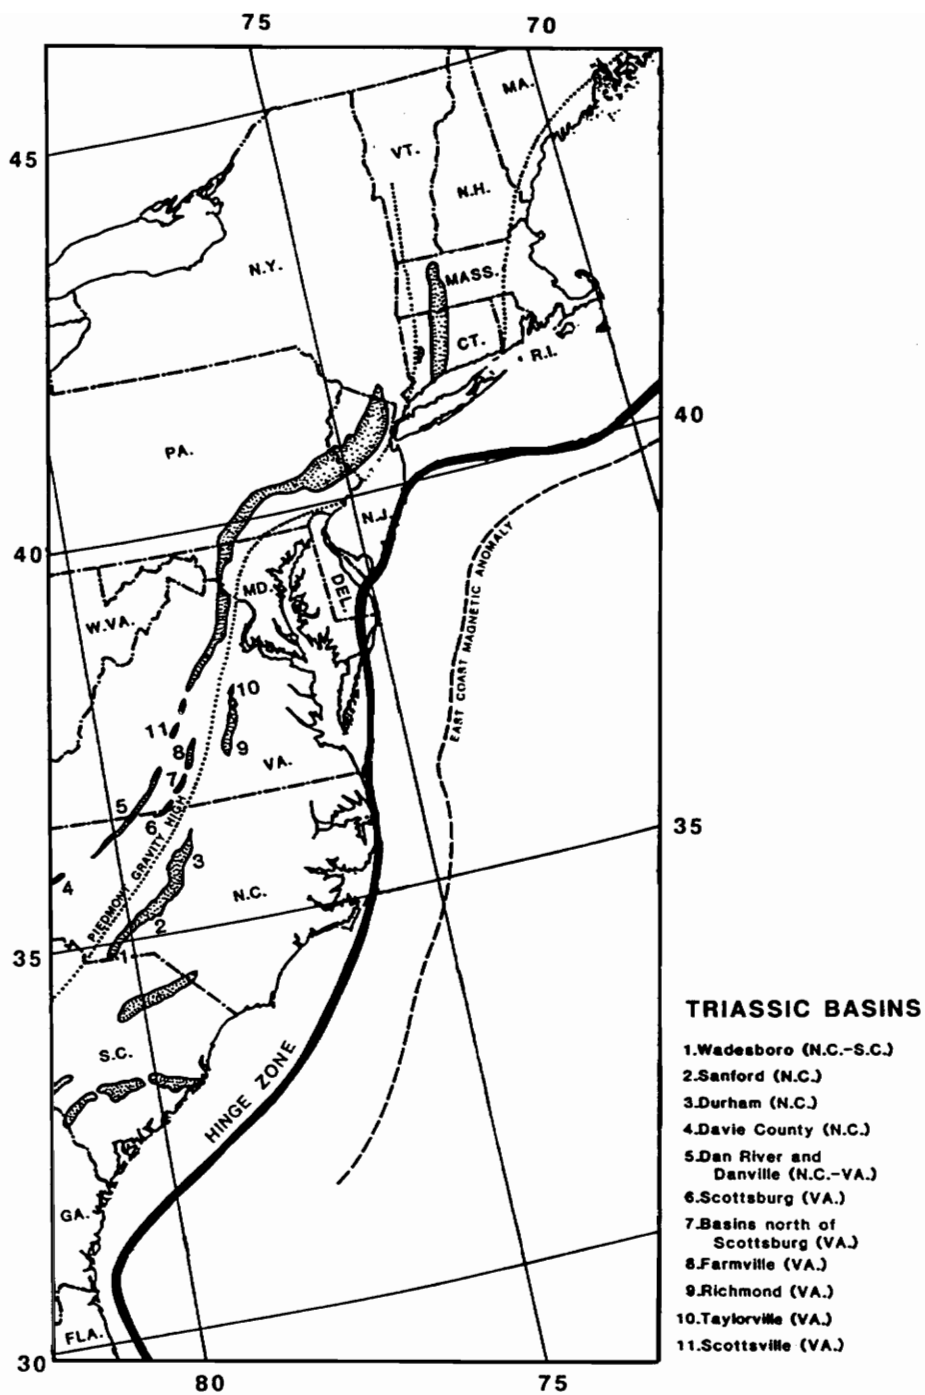 75
70
MA.
45
VT.
N.H.
N.Y.
MASS.
CT.
R.I.
40
PA.
N.J.
EAST COAST MAGNETIC ANOMALY
40
MD.
DEL.
W.VA.
10
11
8
9
VA.
7
5
6
PIEDMONT GRAVITY HIGH
35
3
4
N.C.
2
35
1
S.C.
HINGE ZONE
GA.
FLA.
30
80
75
TRIASSIC BASINS
1.Wadesboro (N.C.-S.C.)
2.Sanford (N.C.)
3.Durham (N.C.)
4.Davie County (N.C.)
5.Dan River and
Danville (N.C.-VA.)
6.Scottsburg (VA.)
7.Basins north of
Scottsburg (VA.)
8.Farmville (VA.)
9.Richmond (VA.)
10.Taylorville (VA.)
11.Scottsville (VA.)